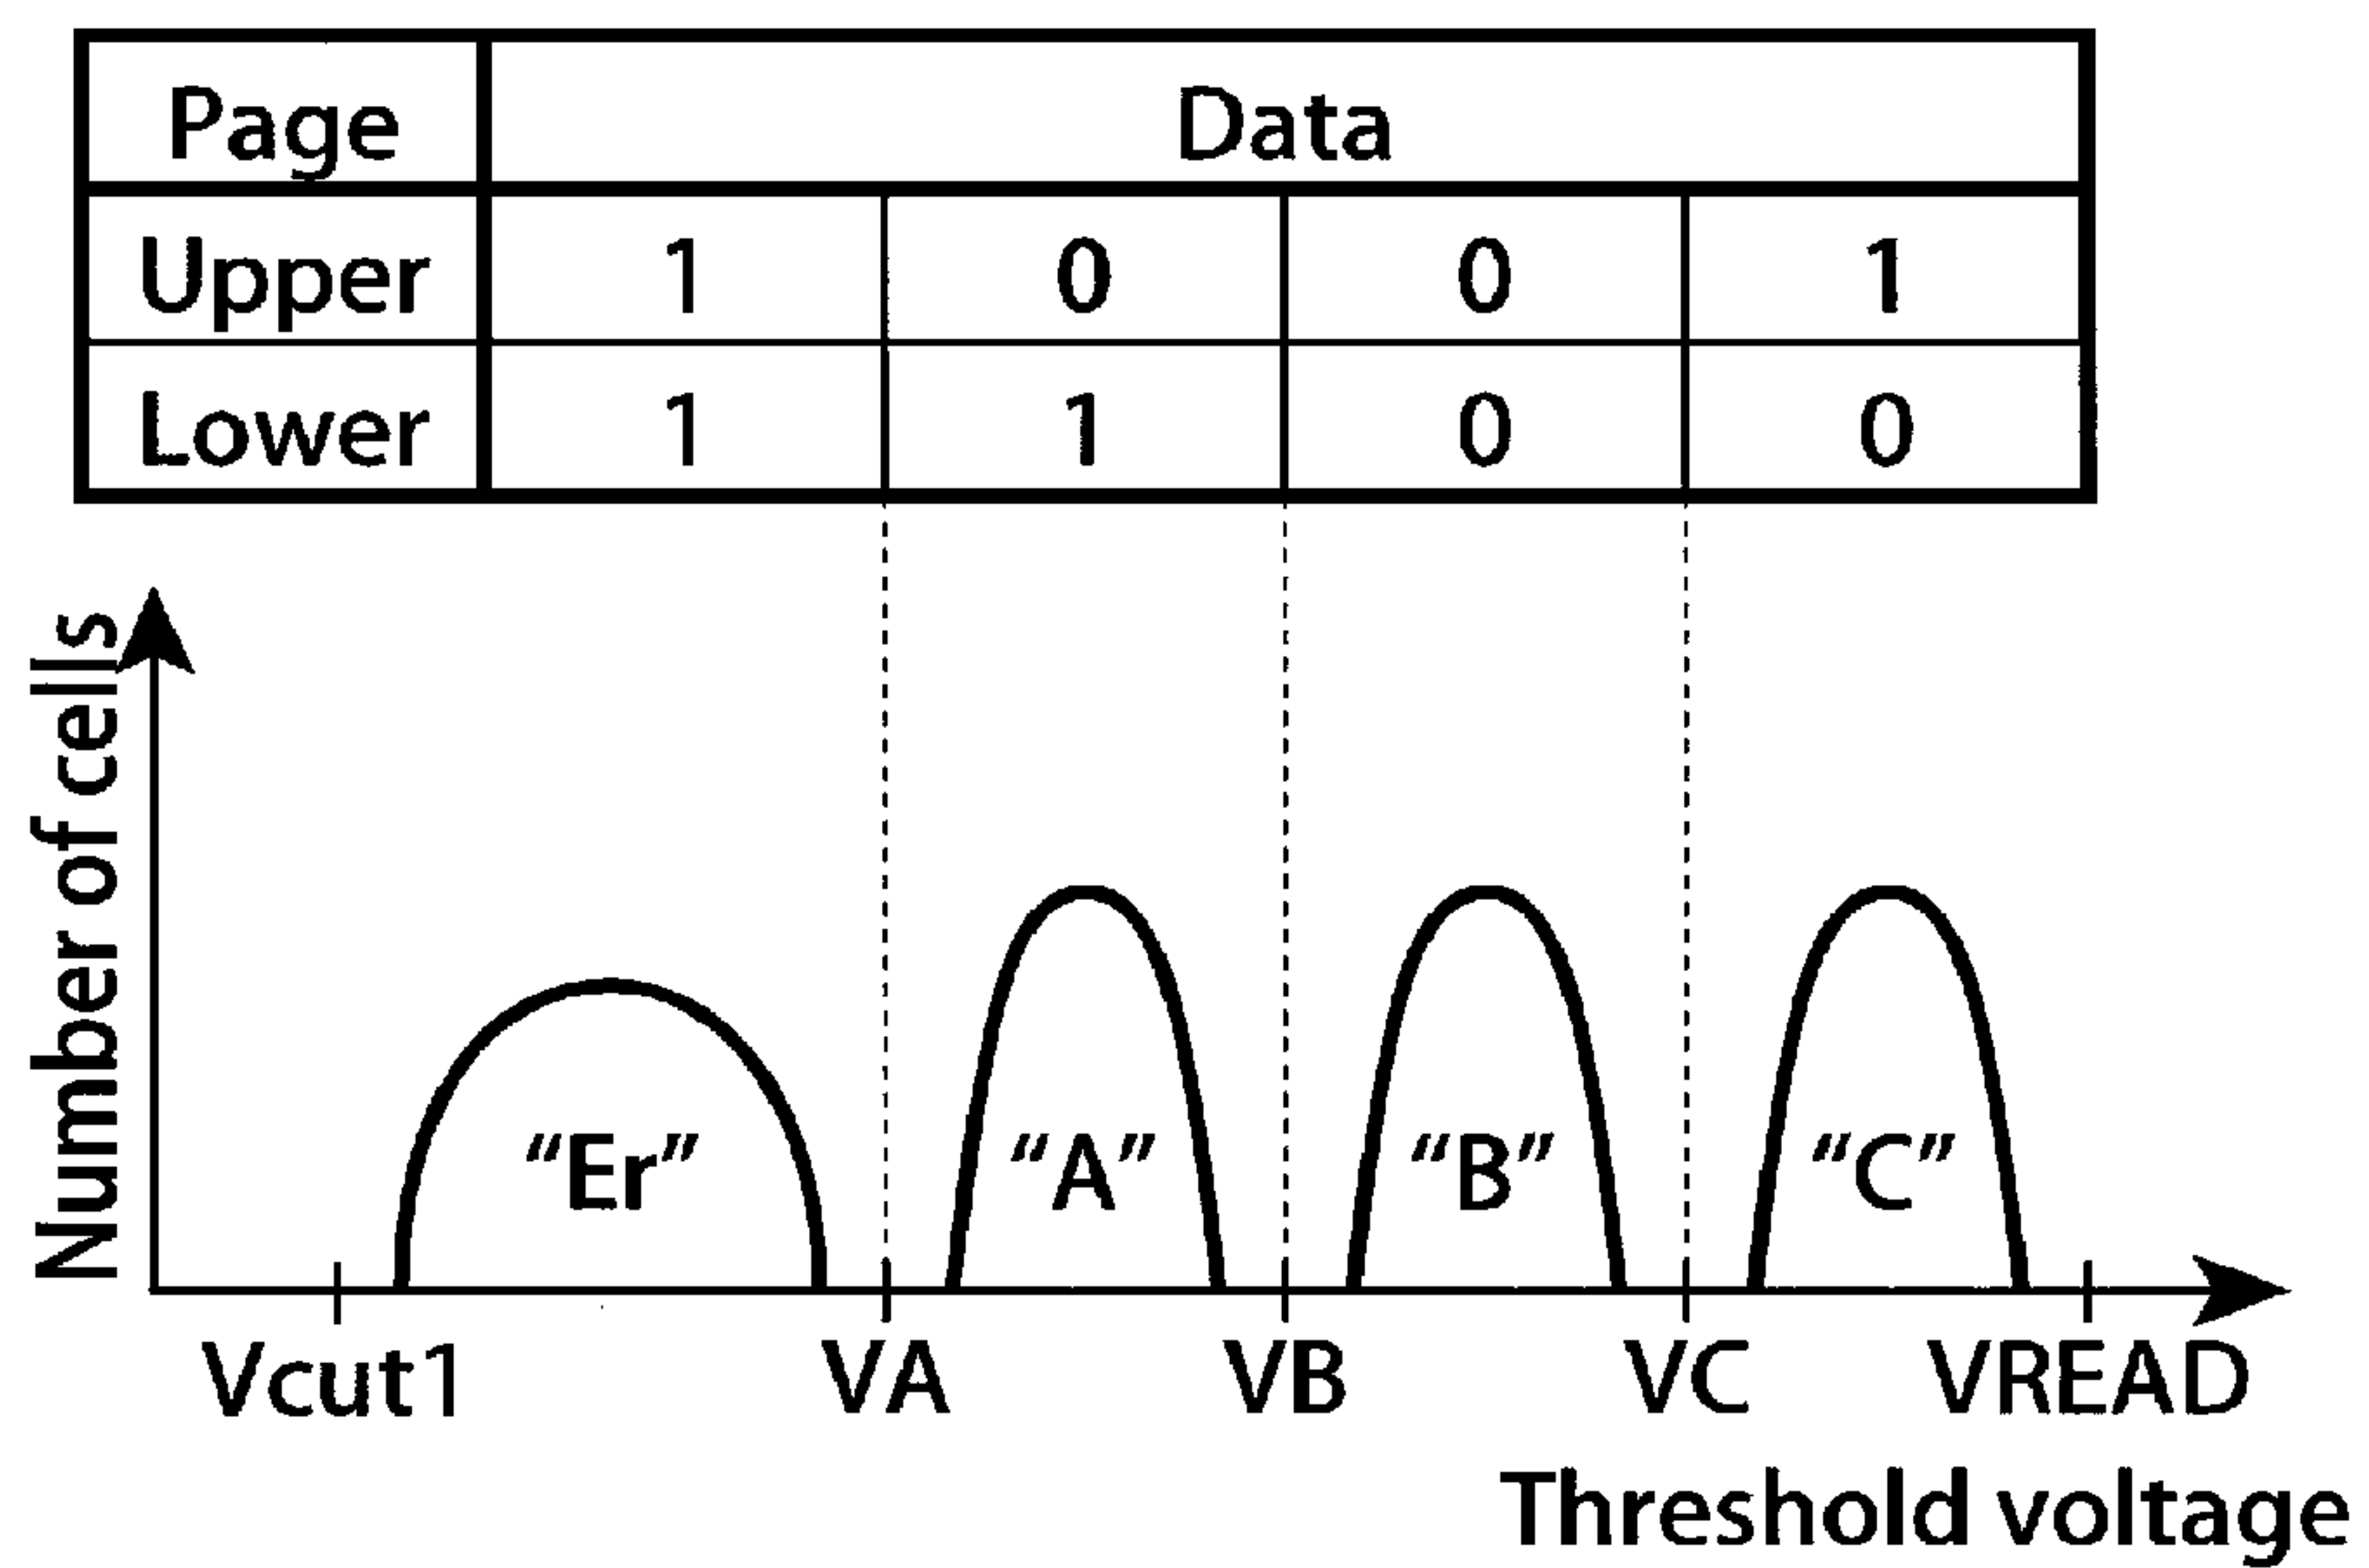 Page Data
Upper 1 0 0 1
Lower 1 1 0 0
Number of cells
“Er” “A” “B” “C”
Vcut1 VA VB VC VREAD
Threshold voltage